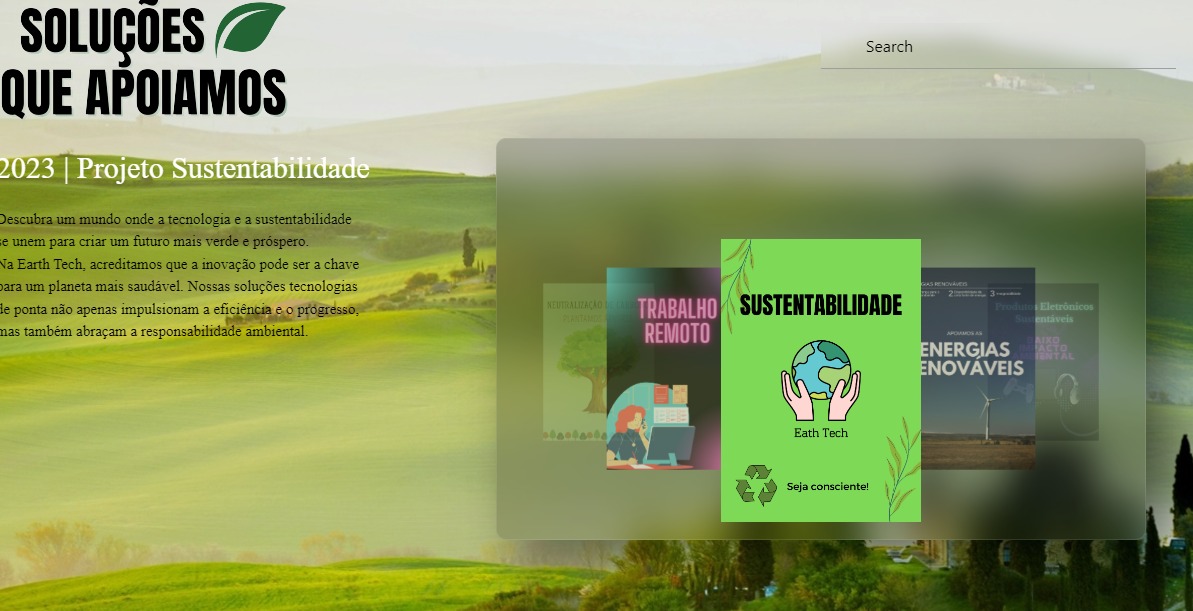 SOLUÇÕES
QUE APOIAMOS
Search
2023 | Projeto Sustentabilidade
Descubra um mundo onde a tecnologia e a sustentabilidade
se unem para criar um futuro mais verde e próspero.
Na Earth Tech, acreditamos que a inovação pode ser a chave
para um planeta mais saudável. Nossas soluções tecnologias
de ponta não apenas impulsionam a eficiência e o progresso,
mas também abraçam a responsabilidade ambiental.
NEUTRALIZAÇÃO
TRABALHO
REMOTO
SUSTENTABILIDADE
Eath Tech
Seja consciente!
GIAS RENOVÁVEIS
APOIAMOS AS
ENERGIAS
ENOVÁVEIS
Produtos Eletrônicos
Sustentáveis
BAIXO
IMPACTO
AMBIENTAL